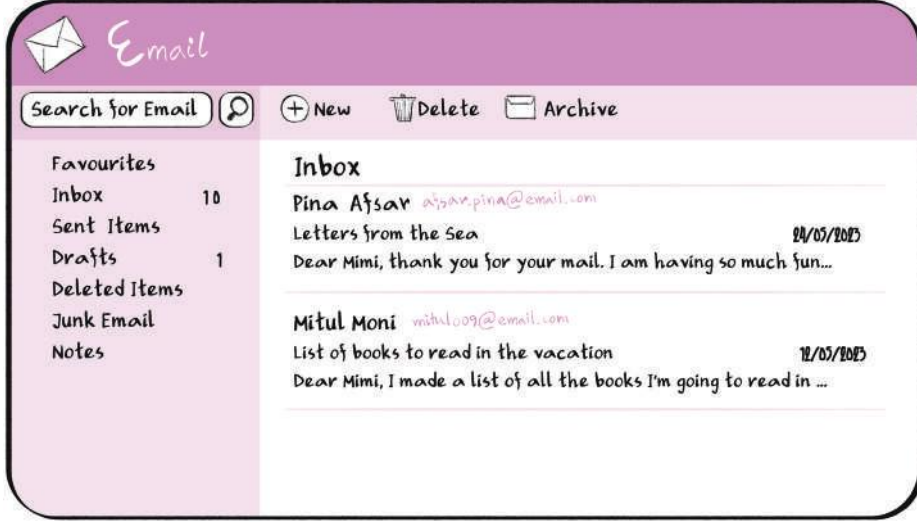 Email
Search for Email
New Delete Archive
Favourites
Inbox 10
Sent Items
Drafts 1
Deleted Items
Junk Email
Notes
Inbox
Pina Afsar afsar.pina@email.com
Letters from the Sea 24/05/2023
Dear Mimi, thank you for your mail. I am having so much fun...
Mitul Moni mitul009@email.com
List of books to read in the vacation 12/05/2023
Dear Mimi, I made a list of all the books I'm going to read in ...